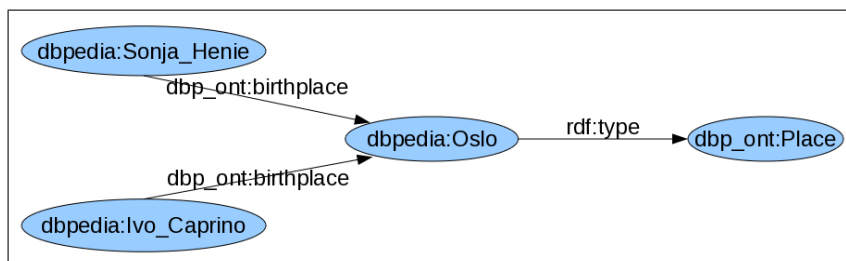 dbpedia:Sonja_Henie
dbp_ont:birthplace
dbpedia:Oslo
rdf:type
dbp_ont:Place
dbp_ont:birthplace
dbpedia:Ivo_Caprino